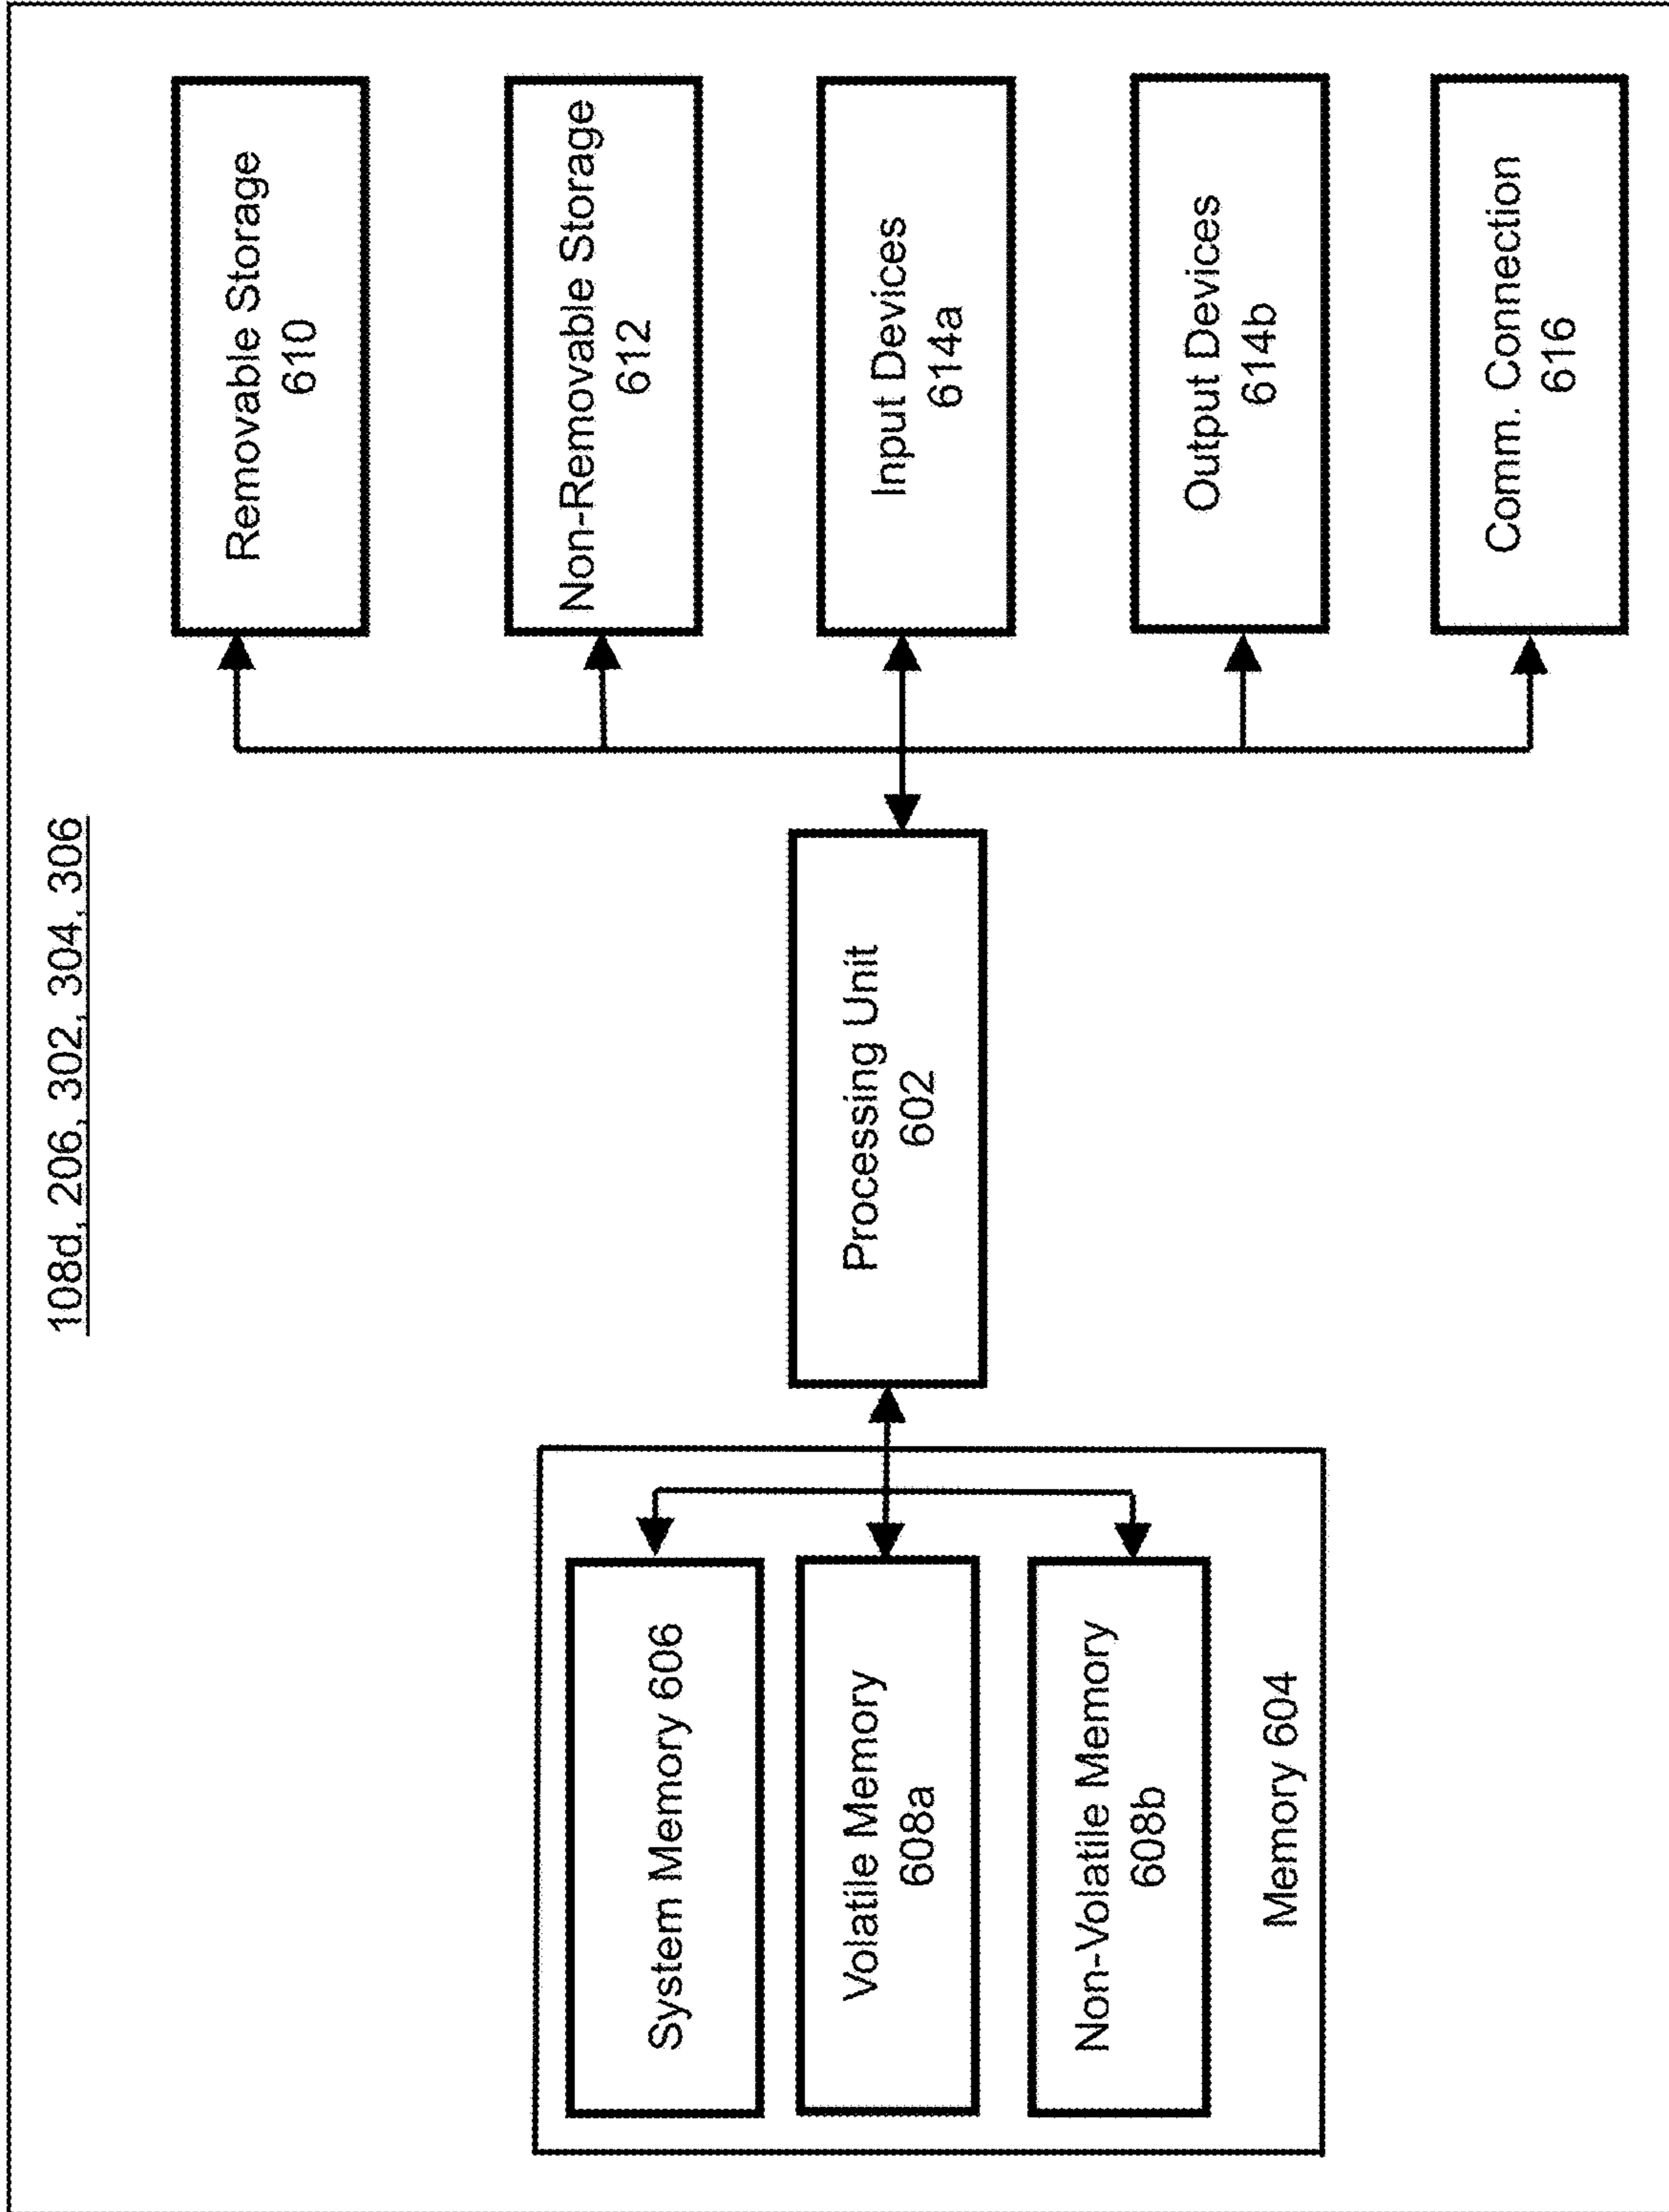 108d, 206, 302, 304, 306
System Memory 606
Volatile Memory
608a
Non-Volatile Memory
608b
Memory 604
Processing Unit
602
Removable Storage
610
Non-Removable Storage
612
Input Devices
614a
Output Devices
614b
Comm. Connection
616